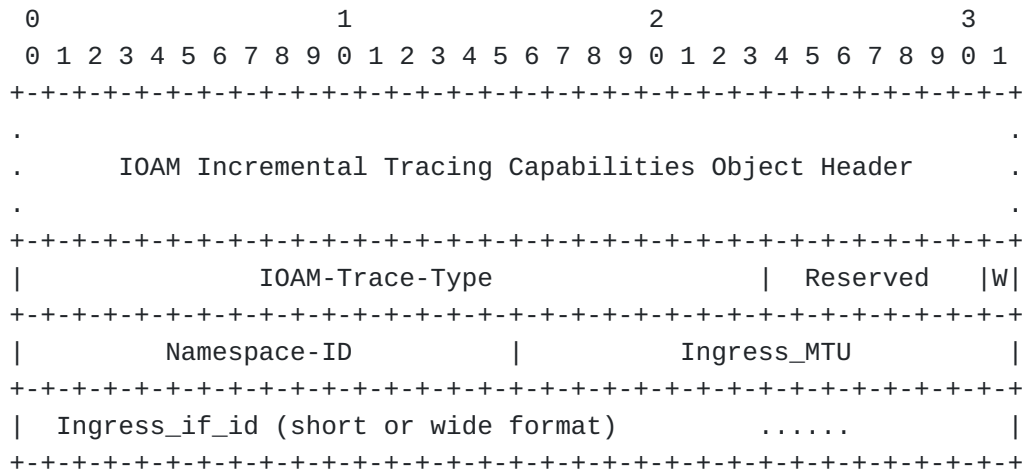 0                   1                   2                   3
 0 1 2 3 4 5 6 7 8 9 0 1 2 3 4 5 6 7 8 9 0 1 2 3 4 5 6 7 8 9 0 1
+-+-+-+-+-+-+-+-+-+-+-+-+-+-+-+-+-+-+-+-+-+-+-+-+-+-+-+-+-+-+-+-+
.                                                               .
.      IOAM Incremental Tracing Capabilities Object Header      .
.                                                               .
+-+-+-+-+-+-+-+-+-+-+-+-+-+-+-+-+-+-+-+-+-+-+-+-+-+-+-+-+-+-+-+-+
|               IOAM-Trace-Type                 |  Reserved   |W|
+-+-+-+-+-+-+-+-+-+-+-+-+-+-+-+-+-+-+-+-+-+-+-+-+-+-+-+-+-+-+-+-+
|         Namespace-ID          |          Ingress_MTU          |
+-+-+-+-+-+-+-+-+-+-+-+-+-+-+-+-+-+-+-+-+-+-+-+-+-+-+-+-+-+-+-+-+
|  Ingress_if_id (short or wide format)         ......          |
+-+-+-+-+-+-+-+-+-+-+-+-+-+-+-+-+-+-+-+-+-+-+-+-+-+-+-+-+-+-+-+-+